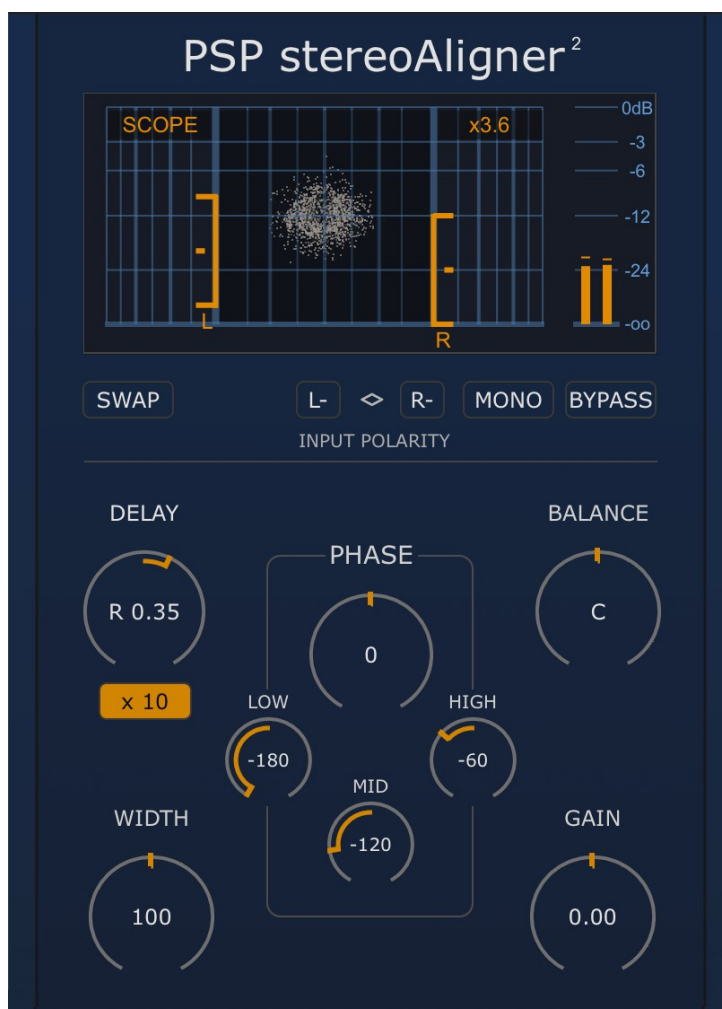 PSP stereoAligner²
SCOPE x3.6
0dB
-3
-6
-12
-24
-oo
L
R
SWAP L- <> R- MONO BYPASS
INPUT POLARITY
DELAY
BALANCE
PHASE
R 0.35
C
0
x 10
LOW
HIGH
-180
-60
MID
-120
WIDTH
GAIN
100
0.00